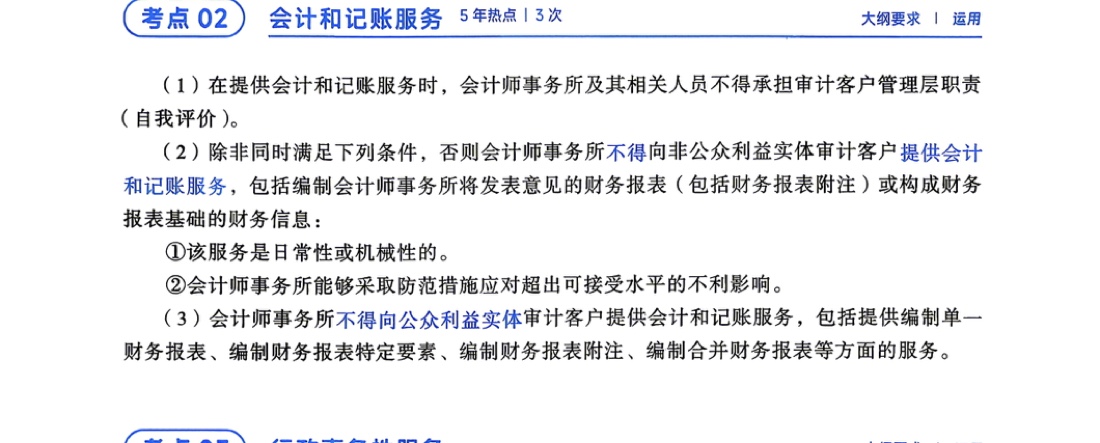 考点 02 会计和记账服务 5年热点 | 3次 大纲要求 | 运用
（1）在提供会计和记账服务时，会计师事务所及其相关人员不得承担审计客户管理层职责
（自我评价）。
（2）除非同时满足下列条件，否则会计师事务所不得向非公众利益实体审计客户提供会计
和记账服务，包括编制会计师事务所将发表意见的财务报表（包括财务报表附注）或构成财务
报表基础的财务信息：
①该服务是日常性或机械性的。
②会计师事务所能够采取防范措施应对超出可接受水平的不利影响。
（3）会计师事务所不得向公众利益实体审计客户提供会计和记账服务，包括提供编制单一
财务报表、编制财务报表特定要素、编制财务报表附注、编制合并财务报表等方面的服务。